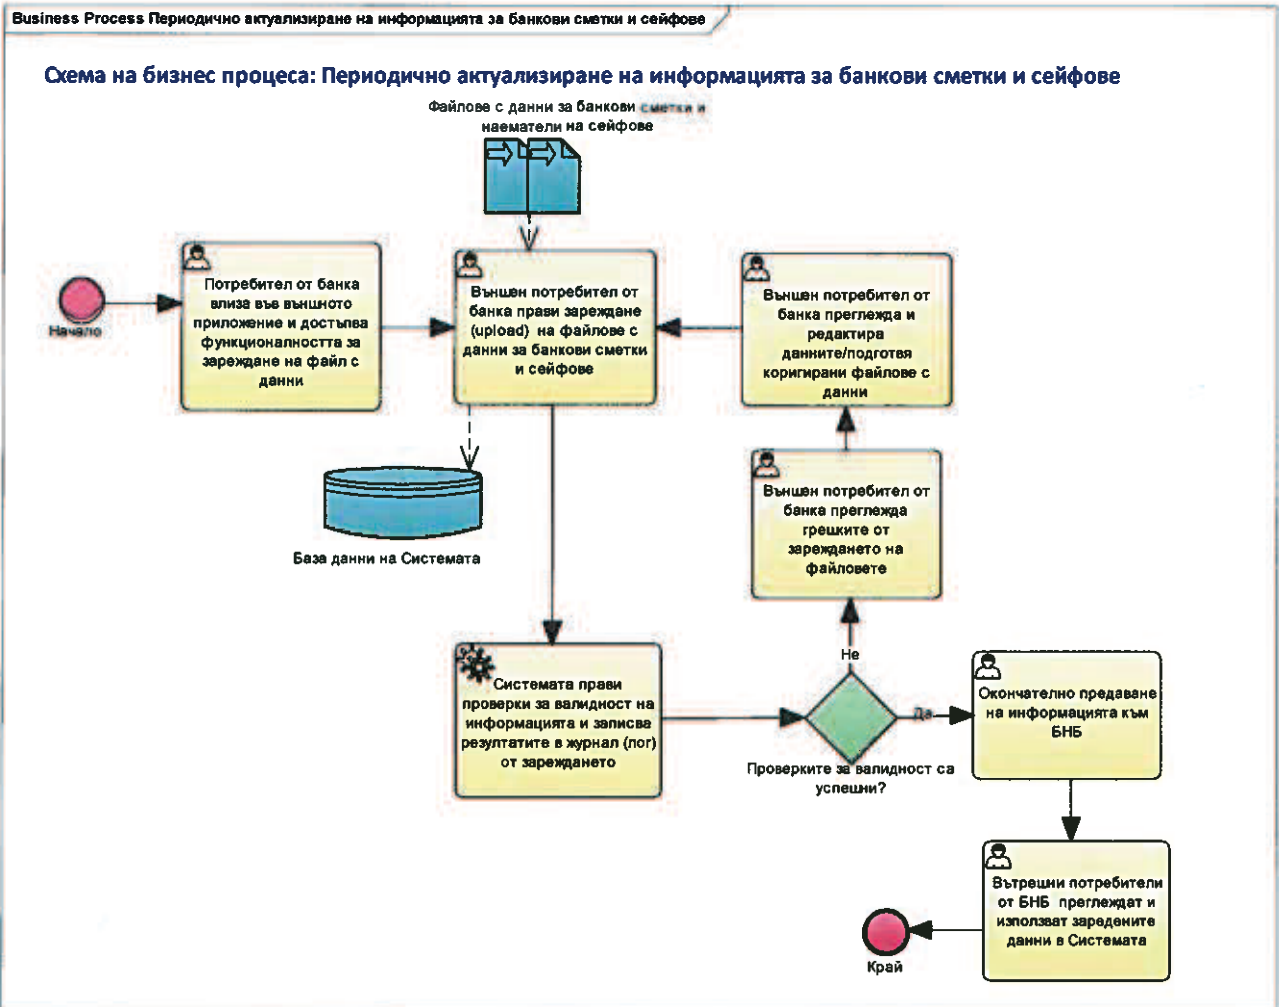 Business Process Периодично актуализиране на информацията за банкови сметки и сейфове
Схема на бизнес процеса: Периодично актуализиране на информацията за банкови сметки и сейфове
Файлове с данни за банкови сметки и
наематели на сейфове
Начало
Потребител от банка
влиза във външното
приложение и достъпва
функционалността за
зареждане на файл с
данни
Външен потребител от
банка прави зареждане
(upload) на файлове с
данни за банкови сметки
и сейфове
Външен потребител от
банка преглежда и
редактира
данните/подготвя
коригирани файлове с
данни
База данни на Системата
Външен потребител от
банка преглежда
грешките от
зареждането на
файловете
Системата прави
проверки за валидност на
информацията и записва
резултатите в журнал (лог)
от зареждането
Не
Да
Проверките за валидност са
успешни?
Окончателно предаване
на информацията към
БНБ
Вътрешни потребители
от БНБ преглеждат и
използват заредените
данни в Системата
Край